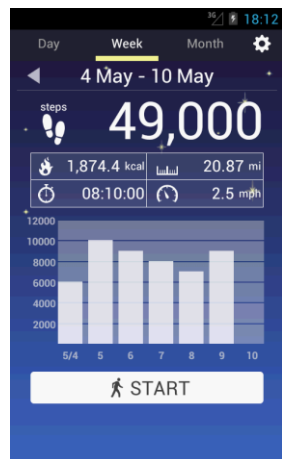 3G 18:12
Day Week Month
4 May - 10 May
steps 49,000
1,874.4 kcal 20.87 mi
08:10:00 2.5 mph
12000
10000
8000
6000
4000
2000
5/4 5 6 7 8 9 10
START